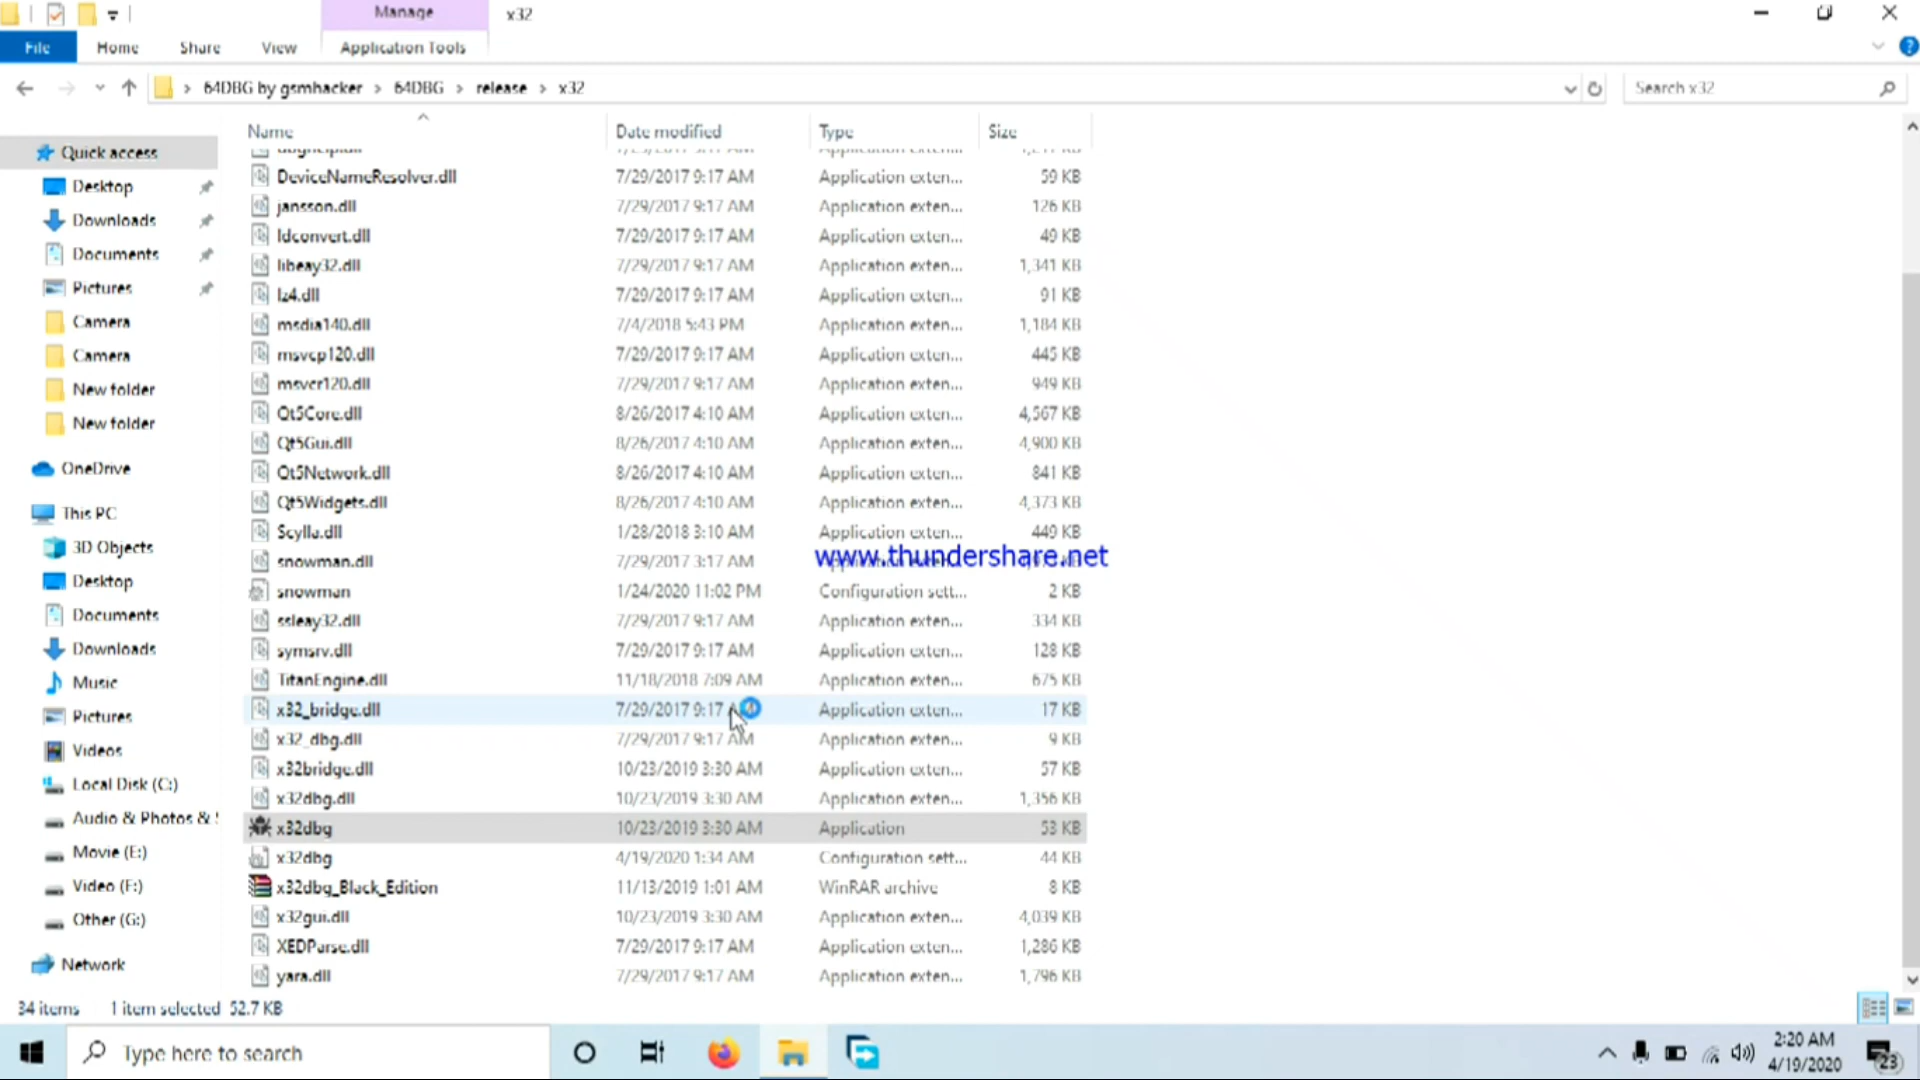 Manage
x32
File
Home
Share
View
Application Tools
64DBG by gsmhacker > 64DBG > release > x32
Search x32
Name
Date modified
Type
Size
DeviceNameResolver.dll 7/29/2017 9:17 AM Application exten... 59 KB
jansson.dll 7/29/2017 9:17 AM Application exten... 126 KB
ldconvert.dll 7/29/2017 9:17 AM Application exten... 49 KB
libeay32.dll 7/29/2017 9:17 AM Application exten... 1,341 KB
lz4.dll 7/29/2017 9:17 AM Application exten... 91 KB
msdia140.dll 7/4/2018 5:43 PM Application exten... 1,184 KB
msvcp120.dll 7/29/2017 9:17 AM Application exten... 445 KB
msvcr120.dll 7/29/2017 9:17 AM Application exten... 949 KB
Qt5Core.dll 8/26/2017 4:10 AM Application exten... 4,567 KB
Qt5Gui.dll 8/26/2017 4:10 AM Application exten... 4,900 KB
Qt5Network.dll 8/26/2017 4:10 AM Application exten... 841 KB
Qt5Widgets.dll 8/26/2017 4:10 AM Application exten... 4,373 KB
Scylla.dll 1/28/2018 3:10 AM Application exten... 449 KB
www.thundershare.net
snowman.dll 7/29/2017 3:17 AM
snowman 1/24/2020 11:02 PM Configuration sett... 2 KB
ssleay32.dll 7/29/2017 9:17 AM Application exten... 334 KB
symsrv.dll 7/29/2017 9:17 AM Application exten... 128 KB
TitanEngine.dll 11/18/2018 7:09 AM Application exten... 675 KB
x32_bridge.dll 7/29/2017 9:17 Application exten... 17 KB
x32_dbg.dll 7/29/2017 9:17 AM Application exten... 9 KB
x32bridge.dll 10/23/2019 3:30 AM Application exten... 57 KB
x32dbg.dll 10/23/2019 3:30 AM Application exten... 1,356 KB
x32dbg 10/23/2019 3:30 AM Application 53 KB
x32dbg 4/19/2020 1:34 AM Configuration sett... 44 KB
x32dbg_Black_Edition 11/13/2019 1:01 AM WinRAR archive 8 KB
x32gui.dll 10/23/2019 3:30 AM Application exten... 4,039 KB
XEDParse.dll 7/29/2017 9:17 AM Application exten... 1,286 KB
yara.dll 7/29/2017 9:17 AM Application exten... 1,796 KB
Quick access
Desktop
Downloads
Documents
Pictures
Camera
Camera
New folder
New folder
OneDrive
This PC
3D Objects
Desktop
Documents
Downloads
Music
Pictures
Videos
Local Disk (C:)
Audio & Photos &
Movie (E:)
Video (F:)
Other (G:)
Network
34 items 1 item selected 52.7 KB
Type here to search
2:20 AM
4/19/2020
23